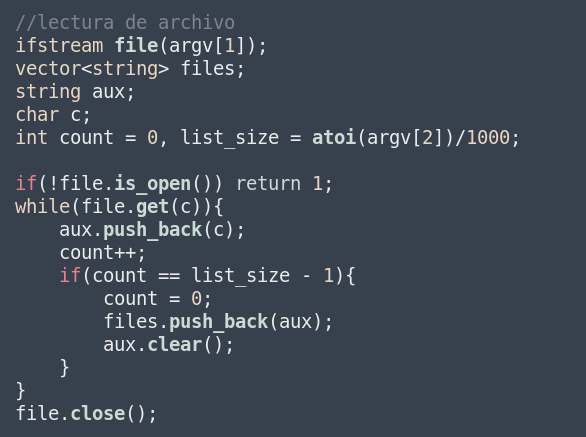 //lectura de archivo
ifstream file(argv[1]);
vector<string> files;
string aux;
char c;
int count = 0, list_size = atoi(argv[2])/1000;

if(!file.is_open()) return 1;
while(file.get(c)){
    aux.push_back(c);
    count++;
    if(count == list_size - 1){
        count = 0;
        files.push_back(aux);
        aux.clear();
    }
}
file.close();